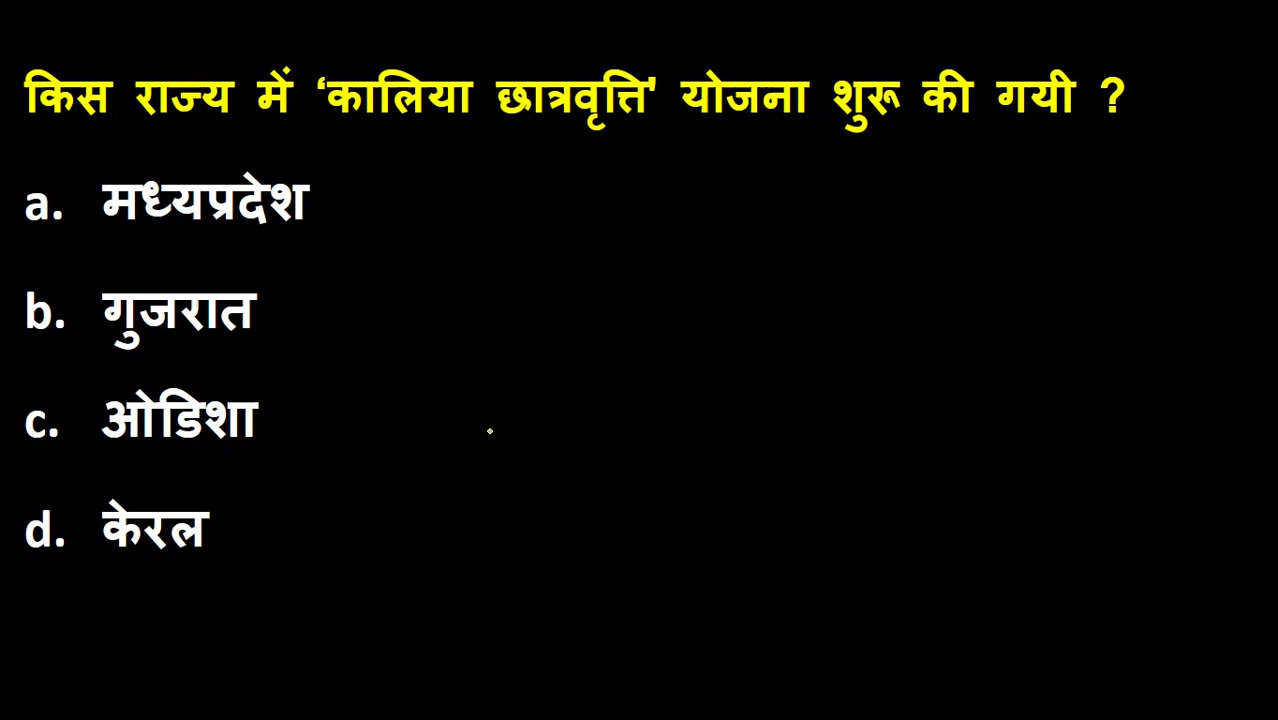 किस राज्य में ‘कालिया छात्रवृत्ति' योजना शुरू की गयी ?
a. मध्यप्रदेश
b. गुजरात
c. ओडिशा
d. केरल